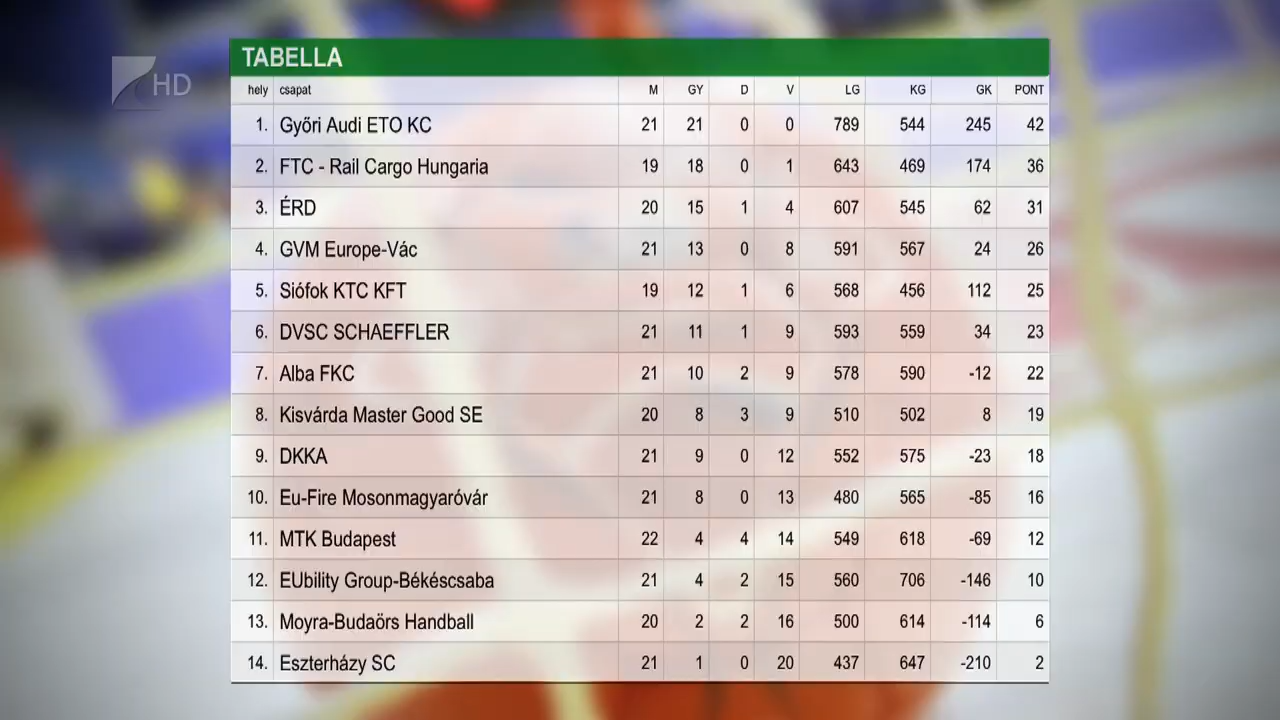 TABELLA
HD
hely csapat M GY D V LG KG GK PONT
1. Győri Audi ETO KC 21 21 0 0 789 544 245 42
2. FTC - Rail Cargo Hungaria 19 18 0 1 643 469 174 36
3. ÉRD 20 15 1 4 607 545 62 31
4. GVM Europe-Vác 21 13 0 8 591 567 24 26
5. Siófok KTC KFT 19 12 1 6 568 456 112 25
6. DVSC SCHAEFFLER 21 11 1 9 593 559 34 23
7. Alba FKC 21 10 2 9 578 590 -12 22
8. Kisvárda Master Good SE 20 8 3 9 510 502 8 19
9. DKKA 21 9 0 12 552 575 -23 18
10. Eu-Fire Mosonmagyaróvár 21 8 0 13 480 565 -85 16
11. MTK Budapest 22 4 4 14 549 618 -69 12
12. EUbility Group-Békéscsaba 21 4 2 15 560 706 -146 10
13. Moyra-Budaörs Handball 20 2 2 16 500 614 -114 6
14. Eszterházy SC 21 1 0 20 437 647 -210 2